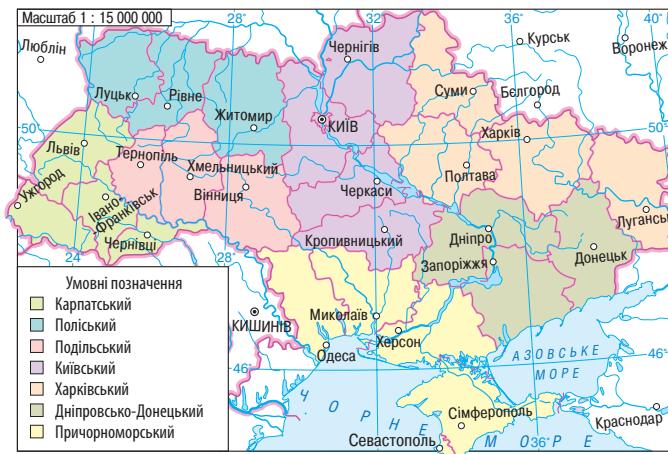 Масштаб 1 : 15 000 000
28°
32°
36°
40°
Люблін
Чернігів
Курськ
Воронеж
Луцьк
Рівне
Суми
Бєлгород
Житомир
КИЇВ
50°
50°
Львів
Харків
Тернопіль
Хмельницький
Полтава
Ужгород
Івано-
-Франківськ
Вінниця
Черкаси
Луганськ
Чернівці
Кропивницький
Дніпро
Донецьк
24°
28°
Запоріжжя
Умовні позначення
Карпатський
Поліський
Подільський
Київський
Харківський
Дніпровсько-Донецький
Причорноморський
КИШИНІВ
Миколаїв
Херсон
Одеса
АЗОВСЬКЕ
МОРЕ
46°
46°
ЧОРНЕ
МОРЕ
Сімферополь
Краснодар
Севастополь
36°